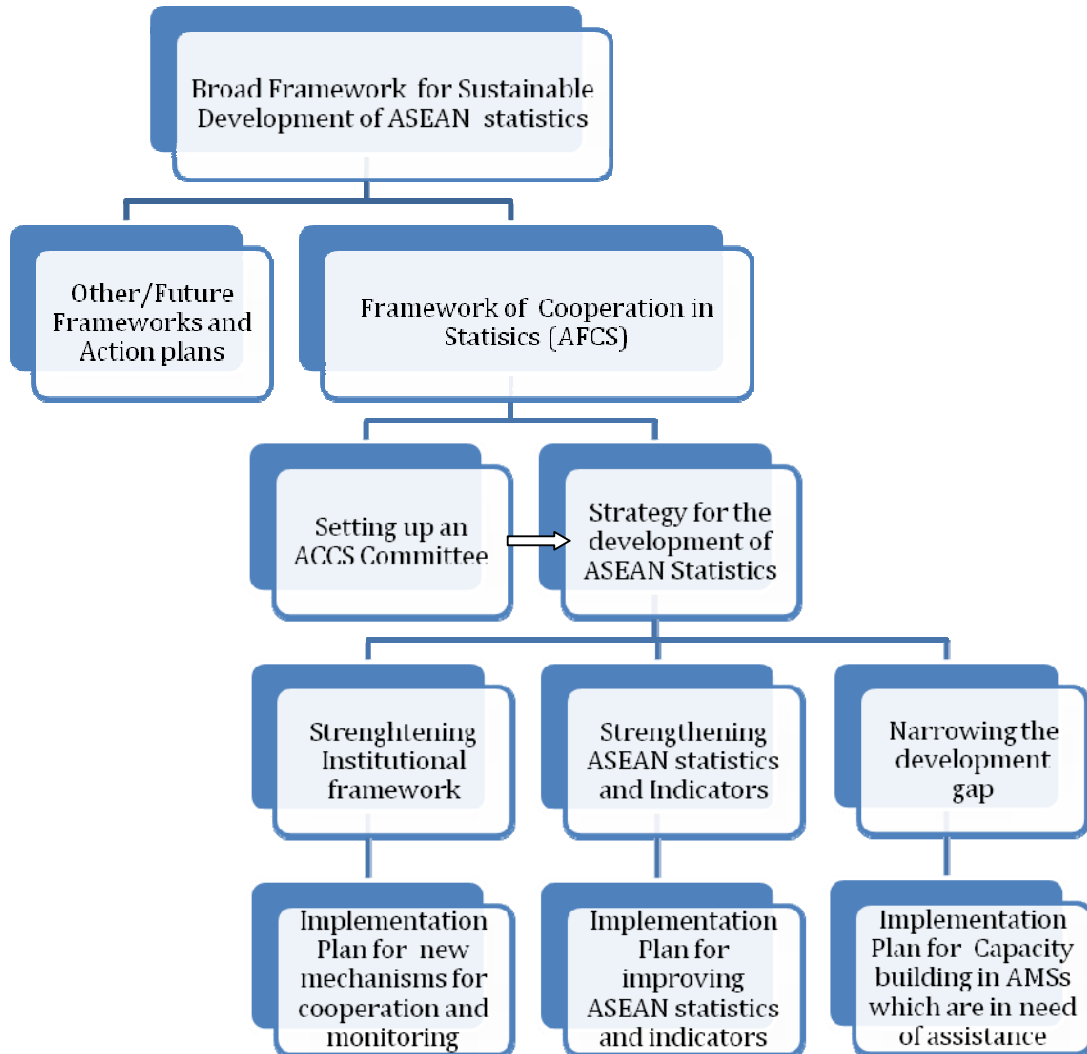 Broad Framework for Sustainable
Development of ASEAN statistics
Other/Future
Frameworks and
Action plans
Framework of Cooperation in
Statisics (AFCS)
Setting up an
ACCS Committee
Strategy for the
development of
ASEAN Statistics
Strenghtening
Institutional
framework
Strengthening
ASEAN statistics
and Indicators
Narrowing the
development
gap
Implementation
Plan for new
mechanisms for
cooperation and
monitoring
Implementation
Plan for
improving
ASEAN statistics
and indicators
Implementation
Plan for Capacity
building in AMSs
which are in need
of assistance